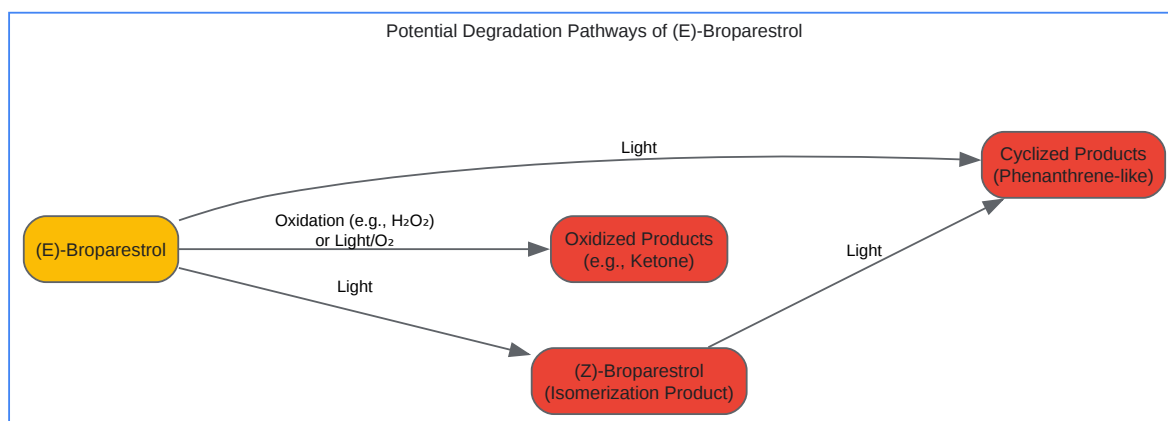 Potential Degradation Pathways of (E)-Broparestrol
Light
Cyclized Products
(Phenanthrene-like)
(E)-Broparestrol
Oxidation (e.g., H₂O₂)
or Light/O₂
Oxidized Products
(e.g., Ketone)
Light
Light
(Z)-Broparestrol
(Isomerization Product)